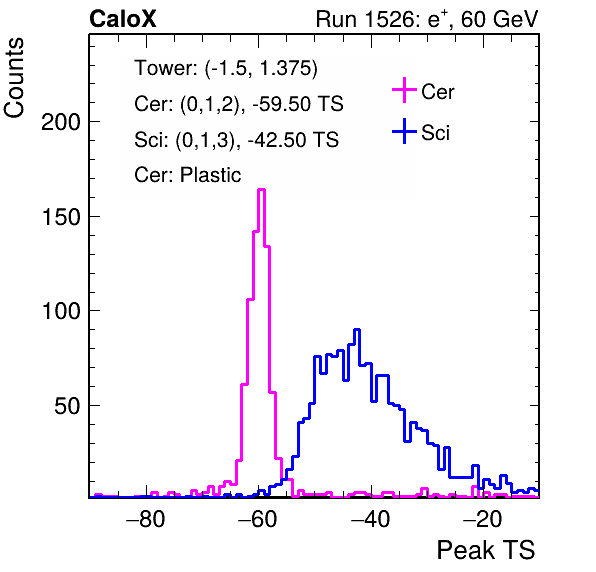 CaloX Run 1526: e⁺, 60 GeV
Counts
Tower: (-1.5, 1.375)
Cer: (0,1,2), -59.50 TS
Sci: (0,1,3), -42.50 TS
Cer: Plastic
Cer
Sci
200
150
100
50
−80 −60 −40 −20
Peak TS